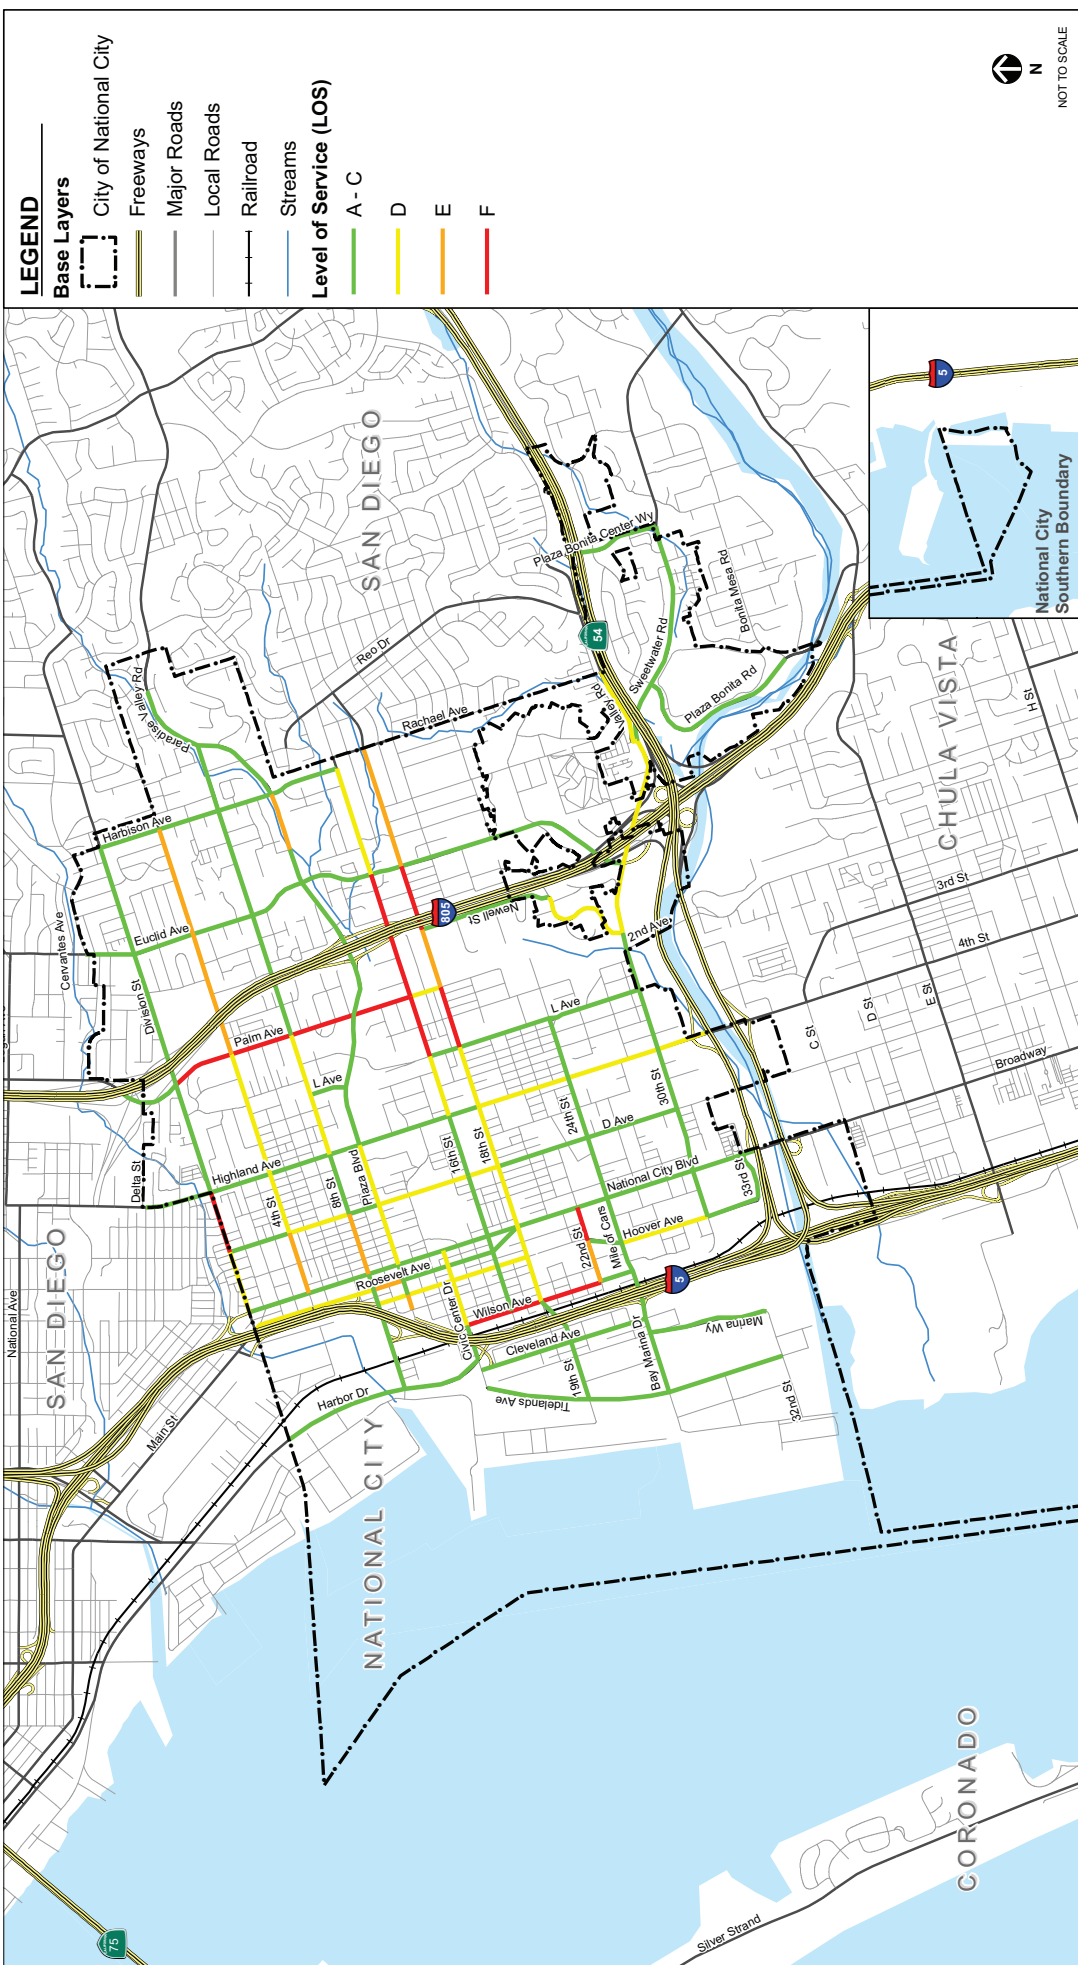 LEGEND
Base Layers
City of National City
Freeways
Major Roads
Local Roads
Railroad
Streams
Level of Service (LOS)
A - C
D
E
F
N
NOT TO SCALE
SAN DIEGO
SAN DIEGO
NATIONAL CITY
CHULA VISTA
CORONADO
National City
Southern Boundary
National Ave
Main St
Harbor Dr
Delta St
Division St
Cervantes Ave
Euclid Ave
Harbison Ave
Paradise Valley Rd
Reo Dr
Rachael Ave
Palm Ave
L Ave
Highland Ave
4th St
8th St
Plaza Blvd
Roosevelt Ave
16th St
18th St
Civic Center Dr
Wilson Ave
Cleveland Ave
19th St
Tidelands Ave
22nd St
Mile of Cars
Hoover Ave
National City Blvd
24th St
D Ave
30th St
L Ave
33rd St
Bay Marina Dr
Marina Wy
32nd St
Newell St
2nd Ave
Valley Rd
Sweetwater Rd
Plaza Bonita Rd
Plaza Bonita Center Wy
Bonita Mesa Rd
3rd St
4th St
C St
D St
E St
H St
Broadway
Silver Strand
805
54
5
5
75